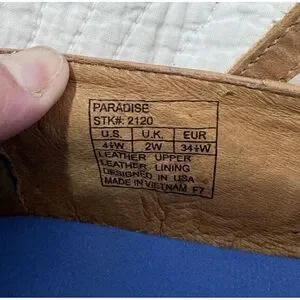 PARADISE
STK#: 2120
U.S. U.K. EUR
4½W 2W 34½W
LEATHER UPPER
LEATHER LINING
DESIGNED IN USA
MADE IN VIETNAM F7